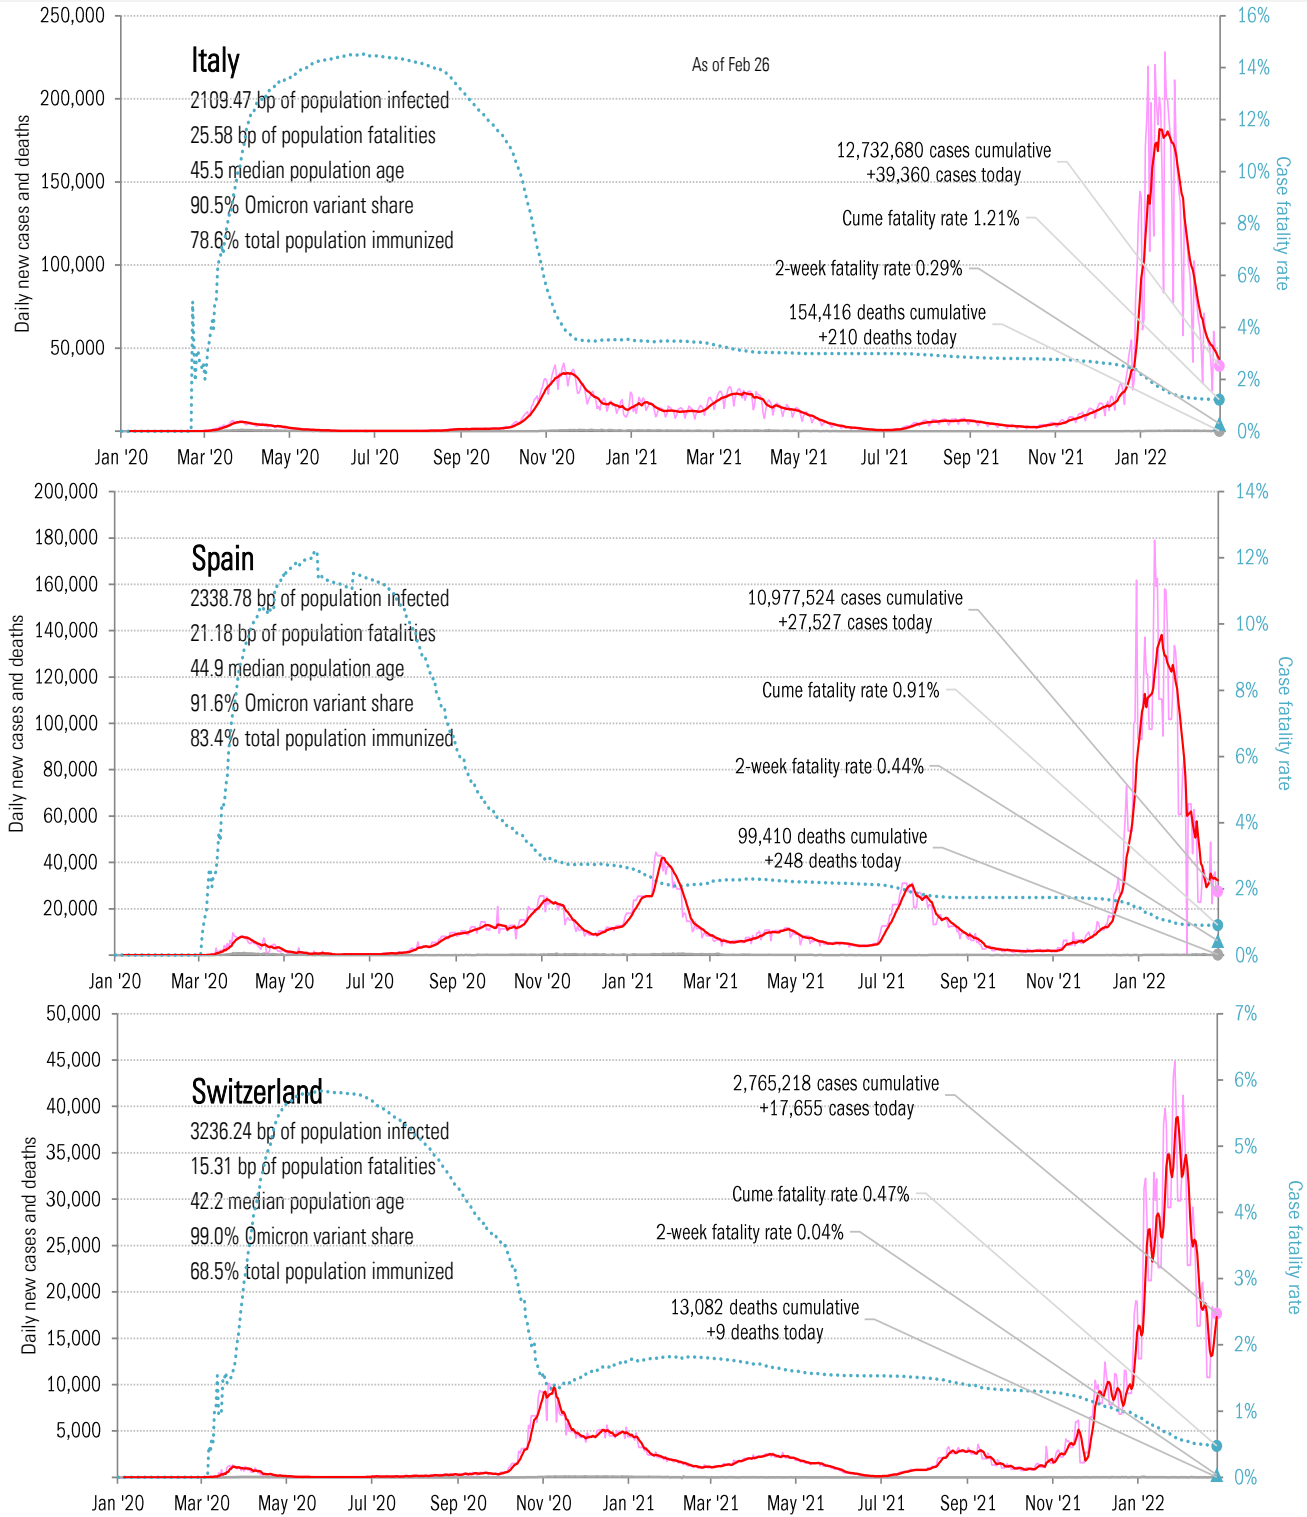 250,000
200,000
150,000
100,000
50,000
Daily new cases and deaths
Italy
2109.47 bp of population infected
25.58 bp of population fatalities
45.5 median population age
90.5% Omicron variant share
78.6% total population immunized
As of Feb 26
12,732,680 cases cumulative
+39,360 cases today
Cume fatality rate 1.21%
2-week fatality rate 0.29%
154,416 deaths cumulative
+210 deaths today
16%
14%
12%
10%
8%
6%
4%
2%
0%
Case fatality rate
Jan '20 Mar '20 May '20 Jul '20 Sep '20 Nov '20 Jan '21 Mar '21 May '21 Jul '21 Sep '21 Nov '21 Jan '22
200,000
180,000
160,000
140,000
120,000
100,000
80,000
60,000
40,000
20,000
Daily new cases and deaths
Spain
2338.78 bp of population infected
21.18 bp of population fatalities
44.9 median population age
91.6% Omicron variant share
83.4% total population immunized
10,977,524 cases cumulative
+27,527 cases today
Cume fatality rate 0.91%
2-week fatality rate 0.44%
99,410 deaths cumulative
+248 deaths today
14%
12%
10%
8%
6%
4%
2%
0%
Case fatality rate
Jan '20 Mar '20 May '20 Jul '20 Sep '20 Nov '20 Jan '21 Mar '21 May '21 Jul '21 Sep '21 Nov '21 Jan '22
50,000
45,000
40,000
35,000
30,000
25,000
20,000
15,000
10,000
5,000
Daily new cases and deaths
Switzerland
3236.24 bp of population infected
15.31 bp of population fatalities
42.2 median population age
99.0% Omicron variant share
68.5% total population immunized
2,765,218 cases cumulative
+17,655 cases today
Cume fatality rate 0.47%
2-week fatality rate 0.04%
13,082 deaths cumulative
+9 deaths today
7%
6%
5%
4%
3%
2%
1%
0%
Case fatality rate
Jan '20 Mar '20 May '20 Jul '20 Sep '20 Nov '20 Jan '21 Mar '21 May '21 Jul '21 Sep '21 Nov '21 Jan '22